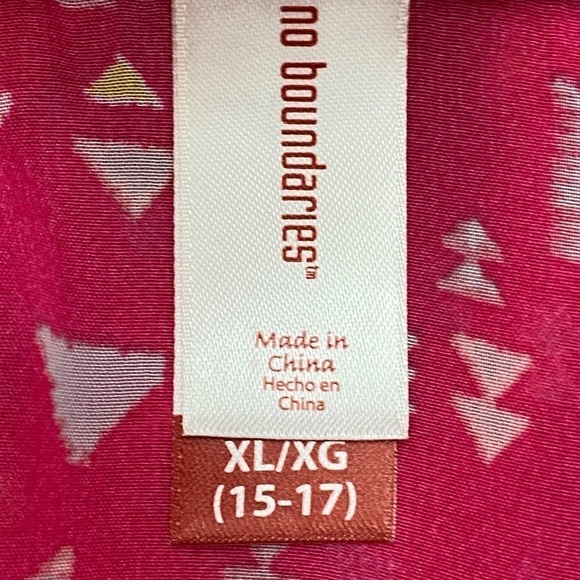 no boundaries™
Made in
China
Hecho en
China
XL/XG
(15-17)